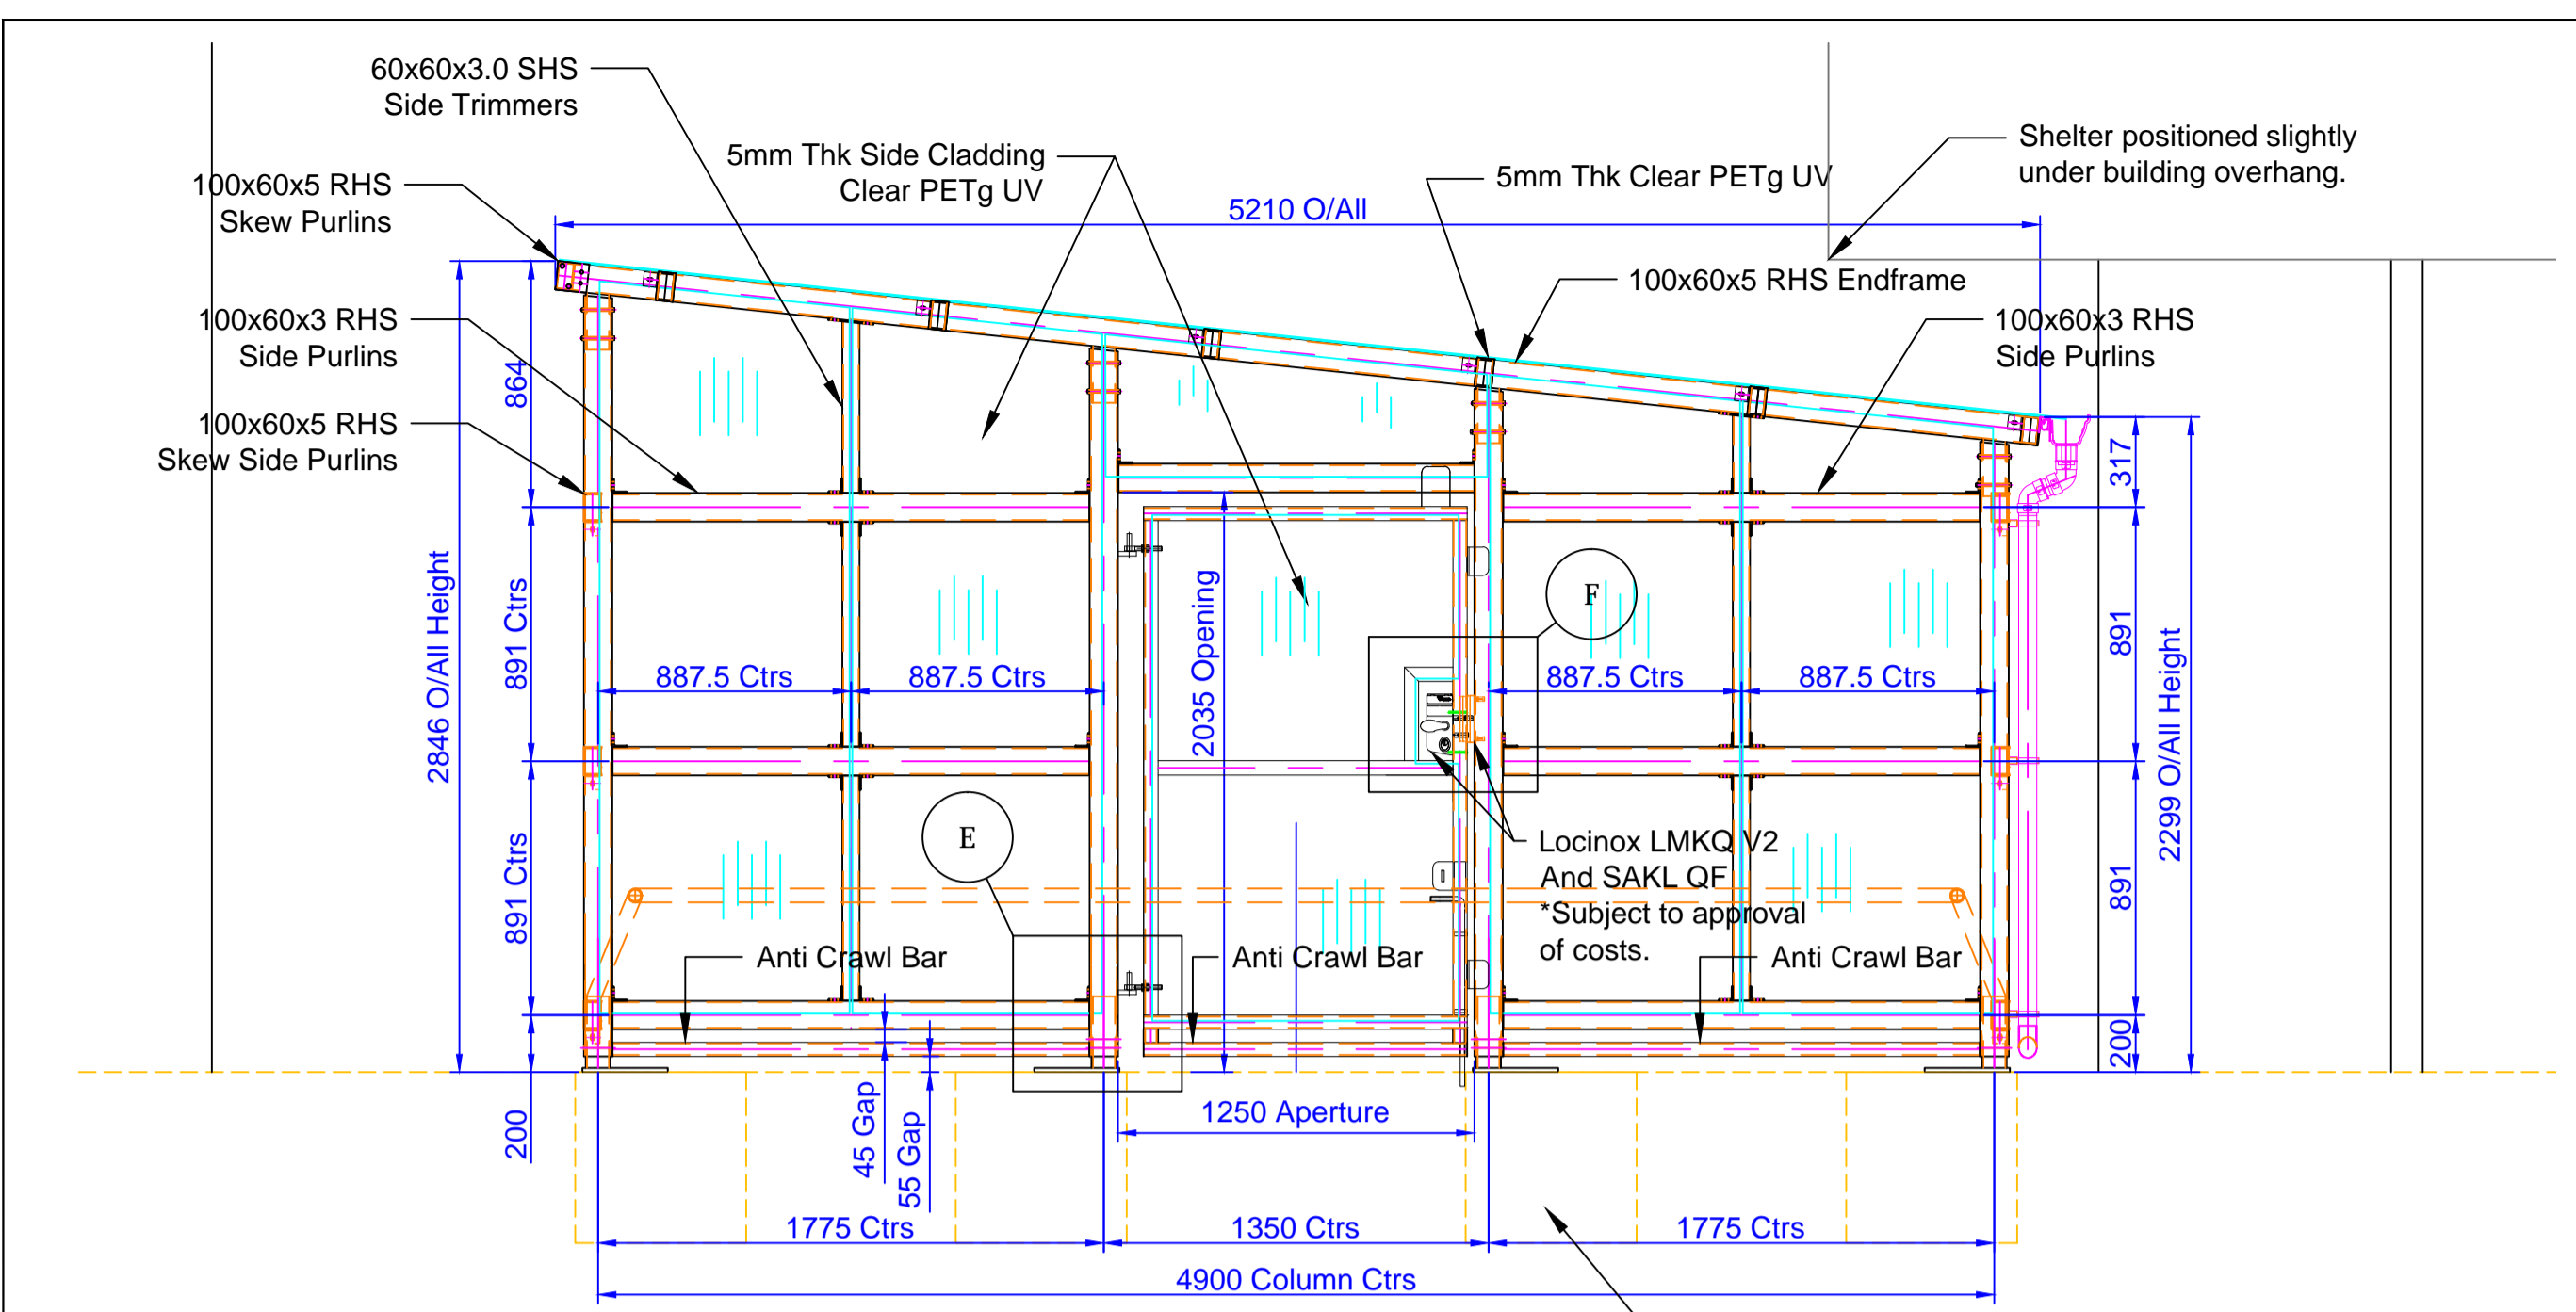 60x60x3.0 SHS
Side Trimmers
5mm Thk Side Cladding
Clear PETg UV
Shelter positioned slightly
under building overhang.
100x60x5 RHS
Skew Purlins
5mm Thk Clear PETg UV
5210 O/All
100x60x5 RHS Endframe
100x60x3 RHS
Side Purlins
100x60x3 RHS
Side Purlins
100x60x5 RHS
Skew Side Purlins
864
317
2846 O/All Height
891 Ctrs
2035 Opening
F
891
2299 O/All Height
887.5 Ctrs
887.5 Ctrs
887.5 Ctrs
887.5 Ctrs
891 Ctrs
E
Locinox LMKQ V2
And SAKL QF
*Subject to approval
of costs.
891
Anti Crawl Bar
Anti Crawl Bar
Anti Crawl Bar
200
200
45 Gap
55 Gap
1250 Aperture
1775 Ctrs
1350 Ctrs
1775 Ctrs
4900 Column Ctrs